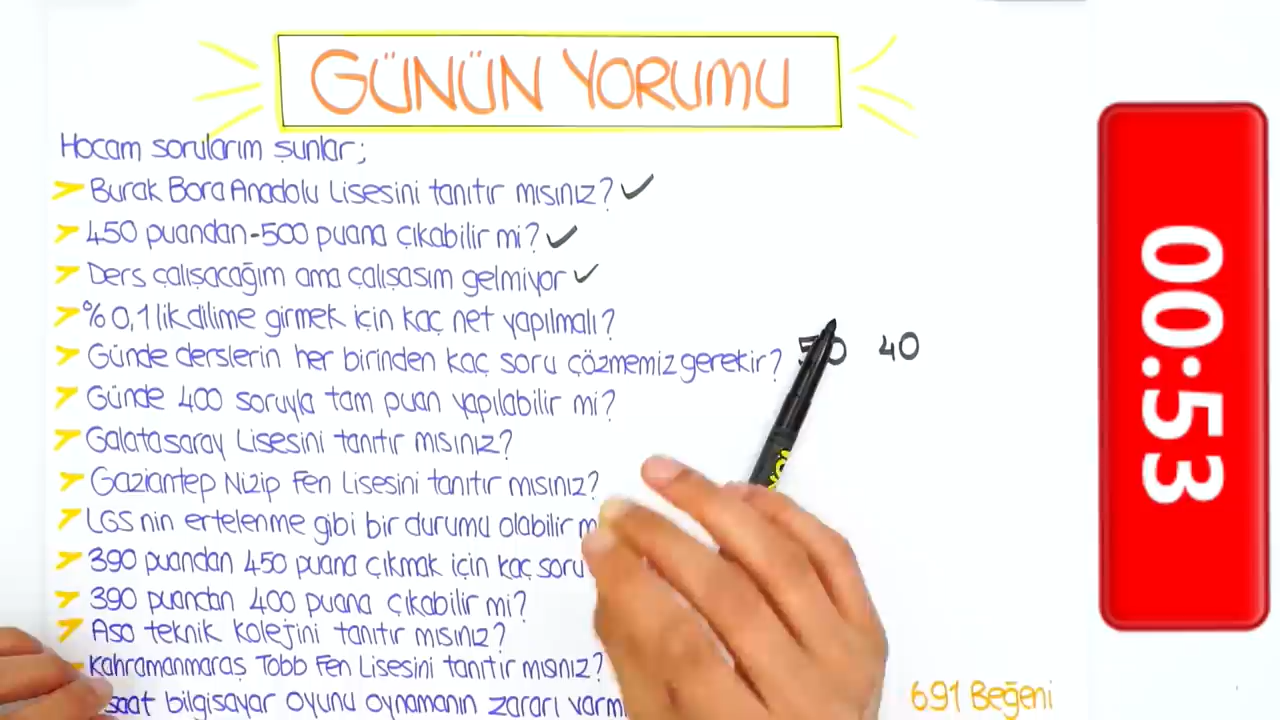 GÜNÜN YORUMU
Hocam sorularım şunlar;
Burak Bora Anadolu Lisesini tanıtır mısınız?
450 puandan-500 puana çıkabilir mi?
Ders çalışacağım ama çalışasım gelmiyor
%0,1 lik dilime girmek için kaç net yapılmalı?
Günde derslerin her birinden kaç soru çözmemiz gerekir? 50 40
Günde 400 soruyla tam puan yapılabilir mi?
Galatasaray Lisesini tanıtır mısınız?
Gaziantep Nizip Fen Lisesini tanıtır mısınız?
LGS nin ertelenme gibi bir durumu olabilir
390 puandan 450 puana çıkmak için kaç soru
390 puandan 400 puana çıkabilir mi?
Aso teknik kolejini tanıtır mısınız?
Kahramanmaraş Tobb Fen Lisesini tanıtır mısınız?
saat bilgisayar oyunu oynamanın zararı
691 Beğeni
00:53